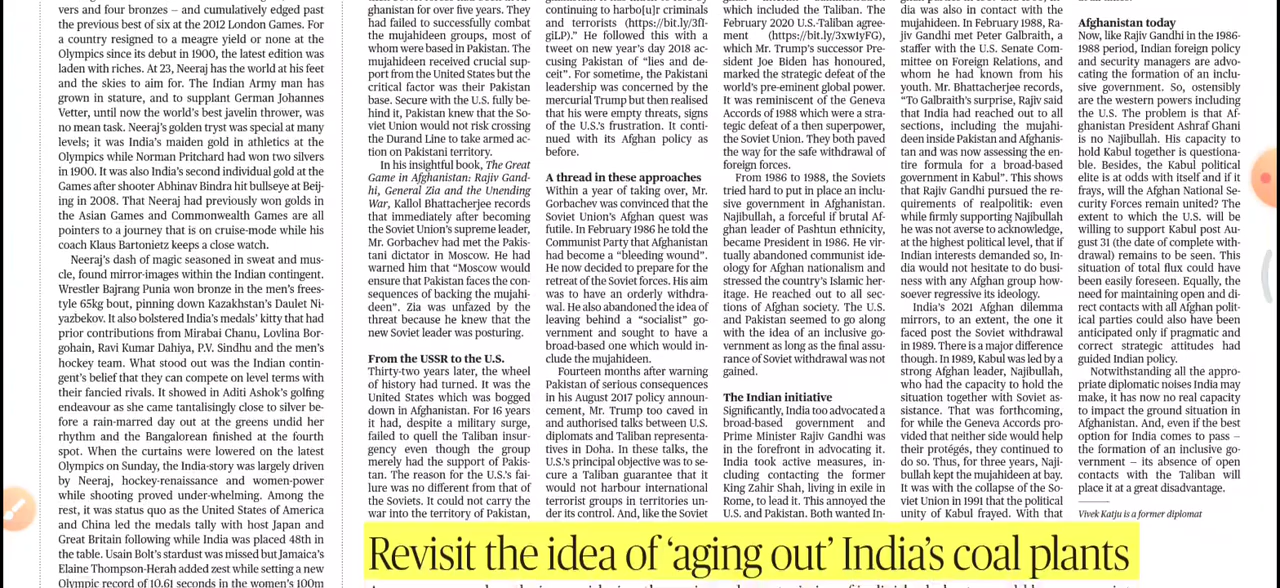 vers and four bronzes – and cumulatively edged past
the previous best of six at the 2012 London Games. For
a country resigned to a meagre yield or none at the
Olympics since its debut in 1900, the latest edition was
laden with riches. At 23, Neeraj has the world at his feet
and the skies to aim for. The Indian Army man has
grown in stature, and to supplant German Johannes
Vetter, until now the world's best javelin thrower, was
no mean task. Neeraj's golden tryst was special at many
levels; it was India's maiden gold in athletics at the
Olympics while Norman Pritchard had won two silvers
in 1900. It was also India's second individual gold at the
Games after shooter Abhinav Bindra hit bullseye at Beij-
ing in 2008. That Neeraj had previously won golds in
the Asian Games and Commonwealth Games are all
pointers to a journey that is on cruise-mode while his
coach Klaus Bartonietz keeps a close watch.
Neeraj's dash of magic seasoned in sweat and mus-
cle, found mirror-images within the Indian contingent.
Wrestler Bajrang Punia won bronze in the men's frees-
tyle 65kg bout, pinning down Kazakhstan's Daulet Ni-
yazbekov. It also bolstered India's medals' kitty that had
prior contributions from Mirabai Chanu, Lovlina Bor-
gohain, Ravi Kumar Dahiya, P.V. Sindhu and the men's
hockey team. What stood out was the Indian contin-
gent's belief that they can compete on level terms with
their fancied rivals. It showed in Aditi Ashok's golfing
endeavour as she came tantalisingly close to silver be-
fore a rain-marred day out at the greens undid her
rhythm and the Bangalorean finished at the fourth
spot. When the curtains were lowered on the latest
Olympics on Sunday, the India-story was largely driven
by Neeraj, hockey-renaissance and women-power
while shooting proved under-whelming. Among the
rest, it was status quo as the United States of America
and China led the medals tally with host Japan and
Great Britain following while India was placed 48th in
the table. Usain Bolt's stardust was missed but Jamaica's
Elaine Thompson-Herah added zest while setting a new
Olympic record of 10.61 seconds in the women's 100m
ghanistan for over five years. They
had failed to successfully combat
the mujahideen groups, most of
whom were based in Pakistan. The
mujahideen received crucial sup-
port from the United States but the
critical factor was their Pakistan
base. Secure with the U.S. fully be-
hind it, Pakistan knew that the So-
viet Union would not risk crossing
the Durand Line to take armed ac-
tion on Pakistani territory.
In his insightful book, The Great
Game in Afghanistan: Rajiv Gand-
hi, General Zia and the Unending
War, Kallol Bhattacherjee records
that immediately after becoming
the Soviet Union's supreme leader,
Mr. Gorbachev had met the Pakis-
tani dictator in Moscow. He had
warned him that "Moscow would
ensure that Pakistan faces the con-
sequences of backing the mujahi-
deen". Zia was unfazed by the
threat because he knew that the
new Soviet leader was posturing.
From the USSR to the U.S.
Thirty-two years later, the wheel
of history had turned. It was the
United States which was bogged
down in Afghanistan. For 16 years
it had, despite a military surge,
failed to quell the Taliban insur-
gency even though the group
merely had the support of Pakis-
tan. The reason for the U.S.'s fai-
lure was no different from that of
the Soviets. It could not carry the
war into the territory of Pakistan,
continuing to harbo[u]r criminals
and terrorists (https://bit.ly/3fI-
giLP)." He followed this with a
tweet on new year's day 2018 ac-
cusing Pakistan of "lies and de-
ceit". For sometime, the Pakistani
leadership was concerned by the
mercurial Trump but then realised
that his were empty threats, signs
of the U.S.'s frustration. It conti-
nued with its Afghan policy as
before.
A thread in these approaches
Within a year of taking over, Mr.
Gorbachev was convinced that the
Soviet Union's Afghan quest was
futile. In February 1986 he told the
Communist Party that Afghanistan
had become a "bleeding wound".
He now decided to prepare for the
retreat of the Soviet forces. His aim
was to have an orderly withdra-
wal. He also abandoned the idea of
leaving behind a "socialist" go-
vernment and sought to have a
broad-based one which would in-
clude the mujahideen.
Fourteen months after warning
Pakistan of serious consequences
in his August 2017 policy announ-
cement, Mr. Trump too caved in
and authorised talks between U.S.
diplomats and Taliban representa-
tives in Doha. In these talks, the
U.S.'s principal objective was to se-
cure a Taliban guarantee that it
would not harbour international
terrorist groups in territories un-
der its control. And, like the Soviet
which included the Taliban. The
February 2020 U.S.-Taliban agree-
ment (https://bit.ly/3xwIyFG),
which Mr. Trump's successor Pre-
sident Joe Biden has honoured,
marked the strategic defeat of the
world's pre-eminent global power.
It was reminiscent of the Geneva
Accords of 1988 which were a stra-
tegic defeat of a then superpower,
the Soviet Union. They both paved
the way for the safe withdrawal of
foreign forces.
From 1986 to 1988, the Soviets
tried hard to put in place an inclu-
sive government in Afghanistan.
Najibullah, a forceful if brutal Af-
ghan leader of Pashtun ethnicity,
became President in 1986. He vir-
tually abandoned communist ide-
ology for Afghan nationalism and
stressed the country's Islamic her-
itage. He reached out to all sec-
tions of Afghan society. The U.S.
and Pakistan seemed to go along
with the idea of an inclusive go-
vernment as long as the final assu-
rance of Soviet withdrawal was not
gained.
The Indian initiative
Significantly, India too advocated a
broad-based government and
Prime Minister Rajiv Gandhi was
in the forefront in advocating it.
India took active measures, in-
cluding contacting the former
King Zahir Shah, living in exile in
Rome, to lead it. This annoyed the
U.S. and Pakistan. Both wanted In-
dia was also in contact with the
mujahideen. In February 1988, Ra-
jiv Gandhi met Peter Galbraith, a
staffer with the U.S. Senate Com-
mittee on Foreign Relations, and
whom he had known from his
youth. Mr. Bhattacherjee records,
"To Galbraith's surprise, Rajiv said
that India had reached out to all
sections, including the mujahi-
deen inside Pakistan and Afghanis-
tan and was now assessing the en-
tire formula for a broad-based
government in Kabul". This shows
that Rajiv Gandhi pursued the re-
quirements of realpolitik: even
while firmly supporting Najibullah
he was not averse to acknowledge,
at the highest political level, that if
Indian interests demanded so, In-
dia would not hesitate to do busi-
ness with any Afghan group how-
soever regressive its ideology.
India's 2021 Afghan dilemma
mirrors, to an extent, the one it
faced post the Soviet withdrawal
in 1989. There is a major difference
though. In 1989, Kabul was led by a
strong Afghan leader, Najibullah,
who had the capacity to hold the
situation together with Soviet as-
sistance. That was forthcoming,
for while the Geneva Accords pro-
vided that neither side would help
their protégés, they continued to
do so. Thus, for three years, Naji-
bullah kept the mujahideen at bay.
It was with the collapse of the So-
viet Union in 1991 that the political
unity of Kabul frayed. With that
Afghanistan today
Now, like Rajiv Gandhi in the 1986-
1988 period, Indian foreign policy
and security managers are advo-
cating the formation of an inclu-
sive government. So, ostensibly
are the western powers including
the U.S. The problem is that Af-
ghanistan President Ashraf Ghani
is no Najibullah. His capacity to
hold Kabul together is questiona-
ble. Besides, the Kabul political
elite is at odds with itself and if it
frays, will the Afghan National Se-
curity Forces remain united? The
extent to which the U.S. will be
willing to support Kabul post Au-
gust 31 (the date of complete with-
drawal) remains to be seen. This
situation of total flux could have
been easily foreseen. Equally, the
need for maintaining open and di-
rect contacts with all Afghan polit-
ical parties could also have been
anticipated only if pragmatic and
correct strategic attitudes had
guided Indian policy.
Notwithstanding all the appro-
priate diplomatic noises India may
make, it has now no real capacity
to impact the ground situation in
Afghanistan. And, even if the best
option for India comes to pass –
the formation of an inclusive go-
vernment – its absence of open
contacts with the Taliban will
place it at a great disadvantage.
Vivek Katju is a former diplomat
Revisit the idea of 'aging out' India's coal plants